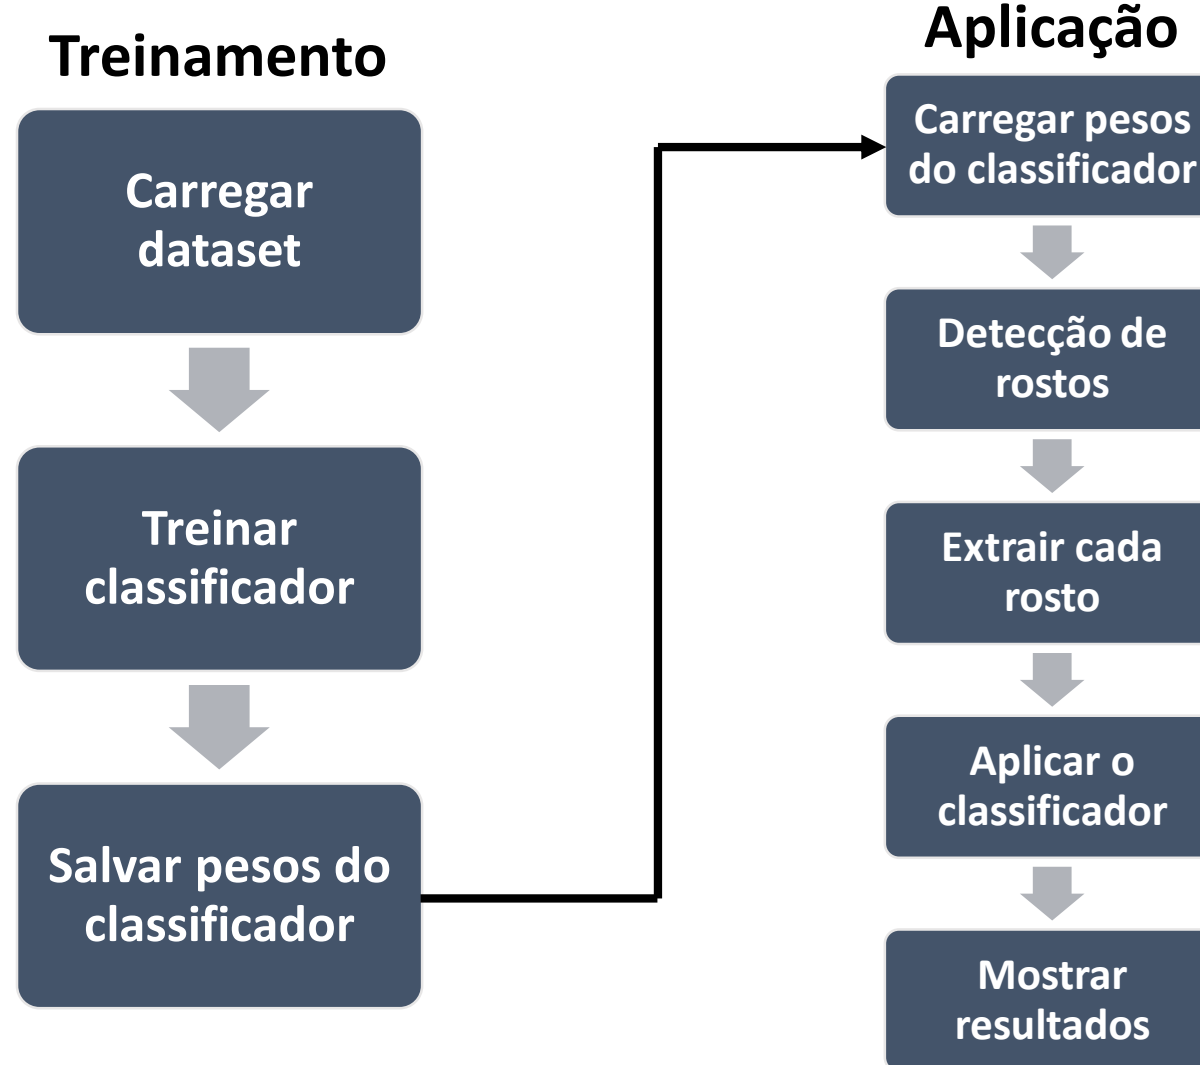 Treinamento
Carregar
dataset
Treinar
classificador
Salvar pesos do
classificador
Aplicação
Carregar pesos
do classificador
Detecção de
rostos
Extrair cada
rosto
Aplicar o
classificador
Mostrar
resultados